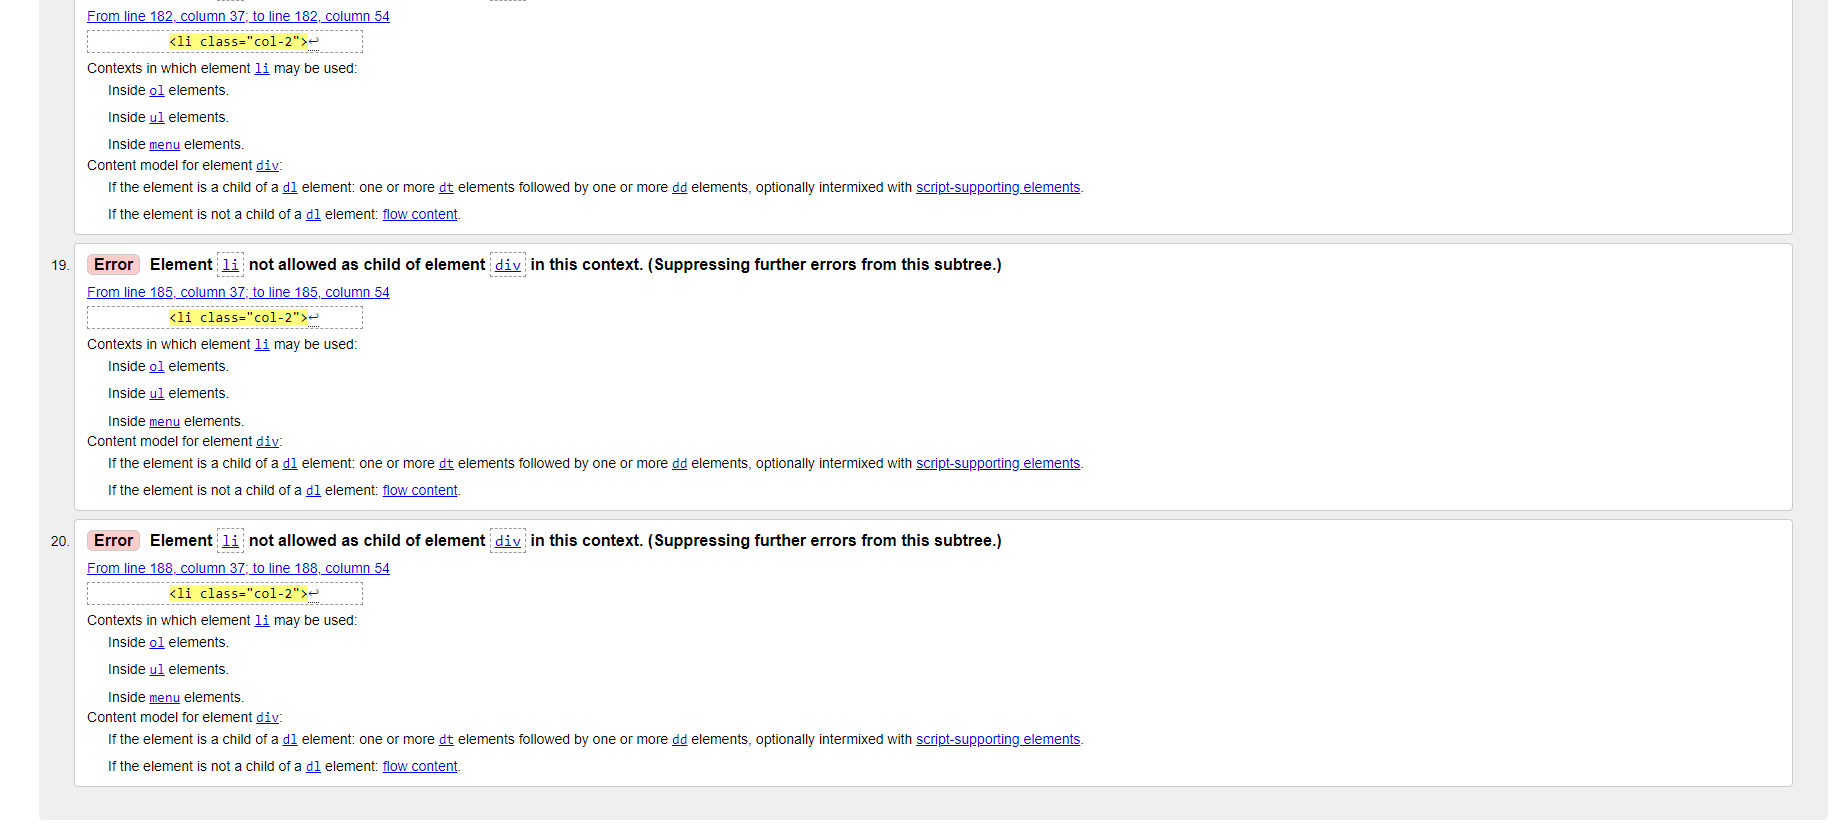 From line 182, column 37; to line 182, column 54
<li class="col-2">↩
Contexts in which element li may be used:
Inside ol elements.
Inside ul elements.
Inside menu elements.
Content model for element div:
If the element is a child of a dl element: one or more dt elements followed by one or more dd elements, optionally intermixed with script-supporting elements.
If the element is not a child of a dl element: flow content.
19. Error Element li not allowed as child of element div in this context. (Suppressing further errors from this subtree.)
From line 185, column 37; to line 185, column 54
<li class="col-2">↩
Contexts in which element li may be used:
Inside ol elements.
Inside ul elements.
Inside menu elements.
Content model for element div:
If the element is a child of a dl element: one or more dt elements followed by one or more dd elements, optionally intermixed with script-supporting elements.
If the element is not a child of a dl element: flow content.
20. Error Element li not allowed as child of element div in this context. (Suppressing further errors from this subtree.)
From line 188, column 37; to line 188, column 54
<li class="col-2">↩
Contexts in which element li may be used:
Inside ol elements.
Inside ul elements.
Inside menu elements.
Content model for element div:
If the element is a child of a dl element: one or more dt elements followed by one or more dd elements, optionally intermixed with script-supporting elements.
If the element is not a child of a dl element: flow content.